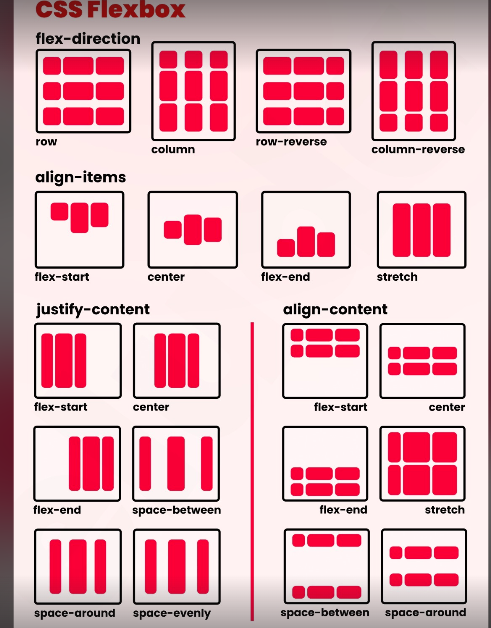 CSS Flexbox
flex-direction
row
column
row-reverse
column-reverse
align-items
flex-start
center
flex-end
stretch
justify-content
flex-start
center
flex-end
space-between
space-around
space-evenly
align-content
flex-start
center
flex-end
stretch
space-between
space-around